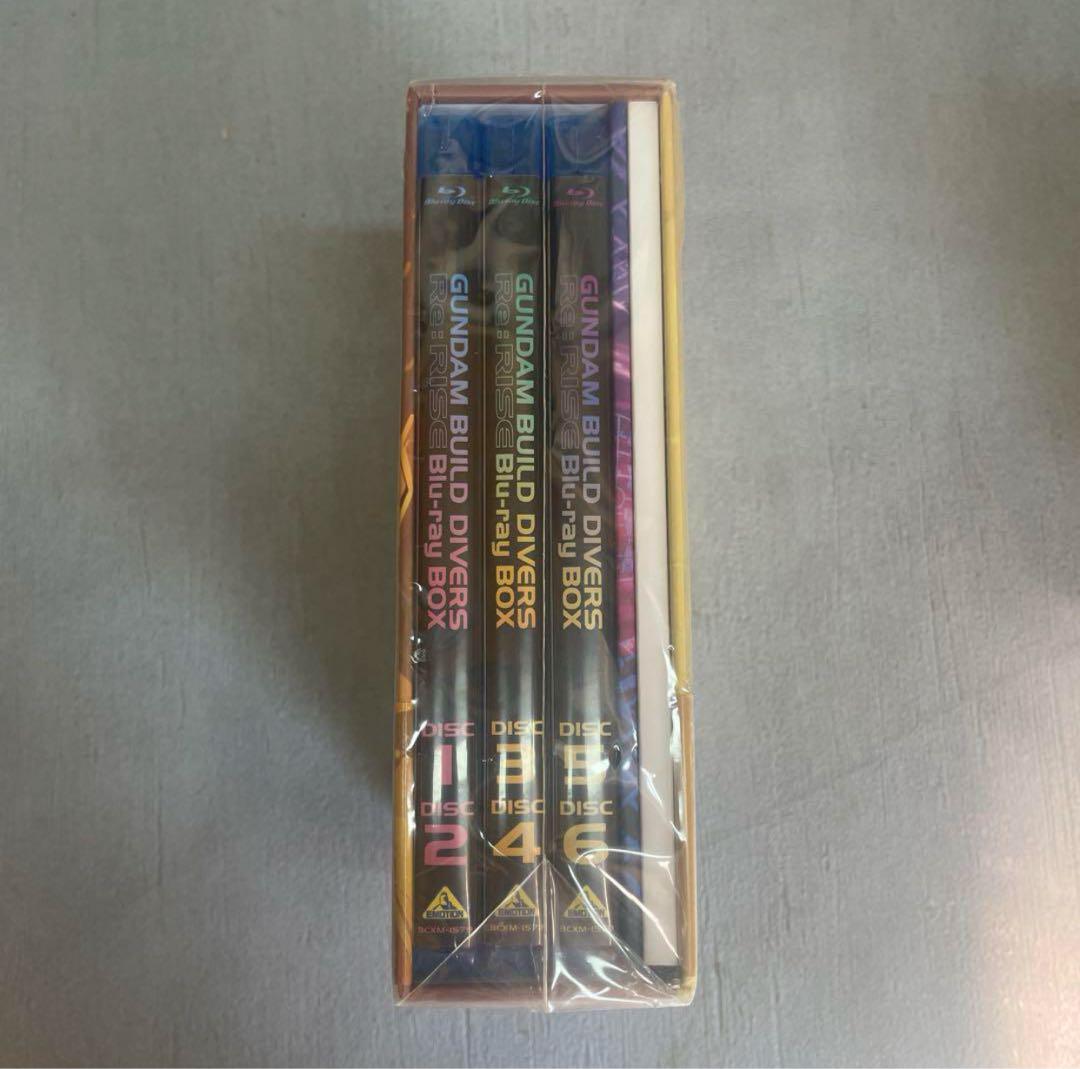 Blu-ray Disc
GUNDAM BUILD DIVERS
Re:RISE Blu-ray BOX
DISC
1
DISC
2
EMOTION
Blu-ray Disc
GUNDAM BUILD DIVERS
Re:RISE Blu-ray BOX
DISC
3
DISC
4
EMOTION
Blu-ray Disc
GUNDAM BUILD DIVERS
Re:RISE Blu-ray BOX
DISC
5
DISC
6
EMOTION